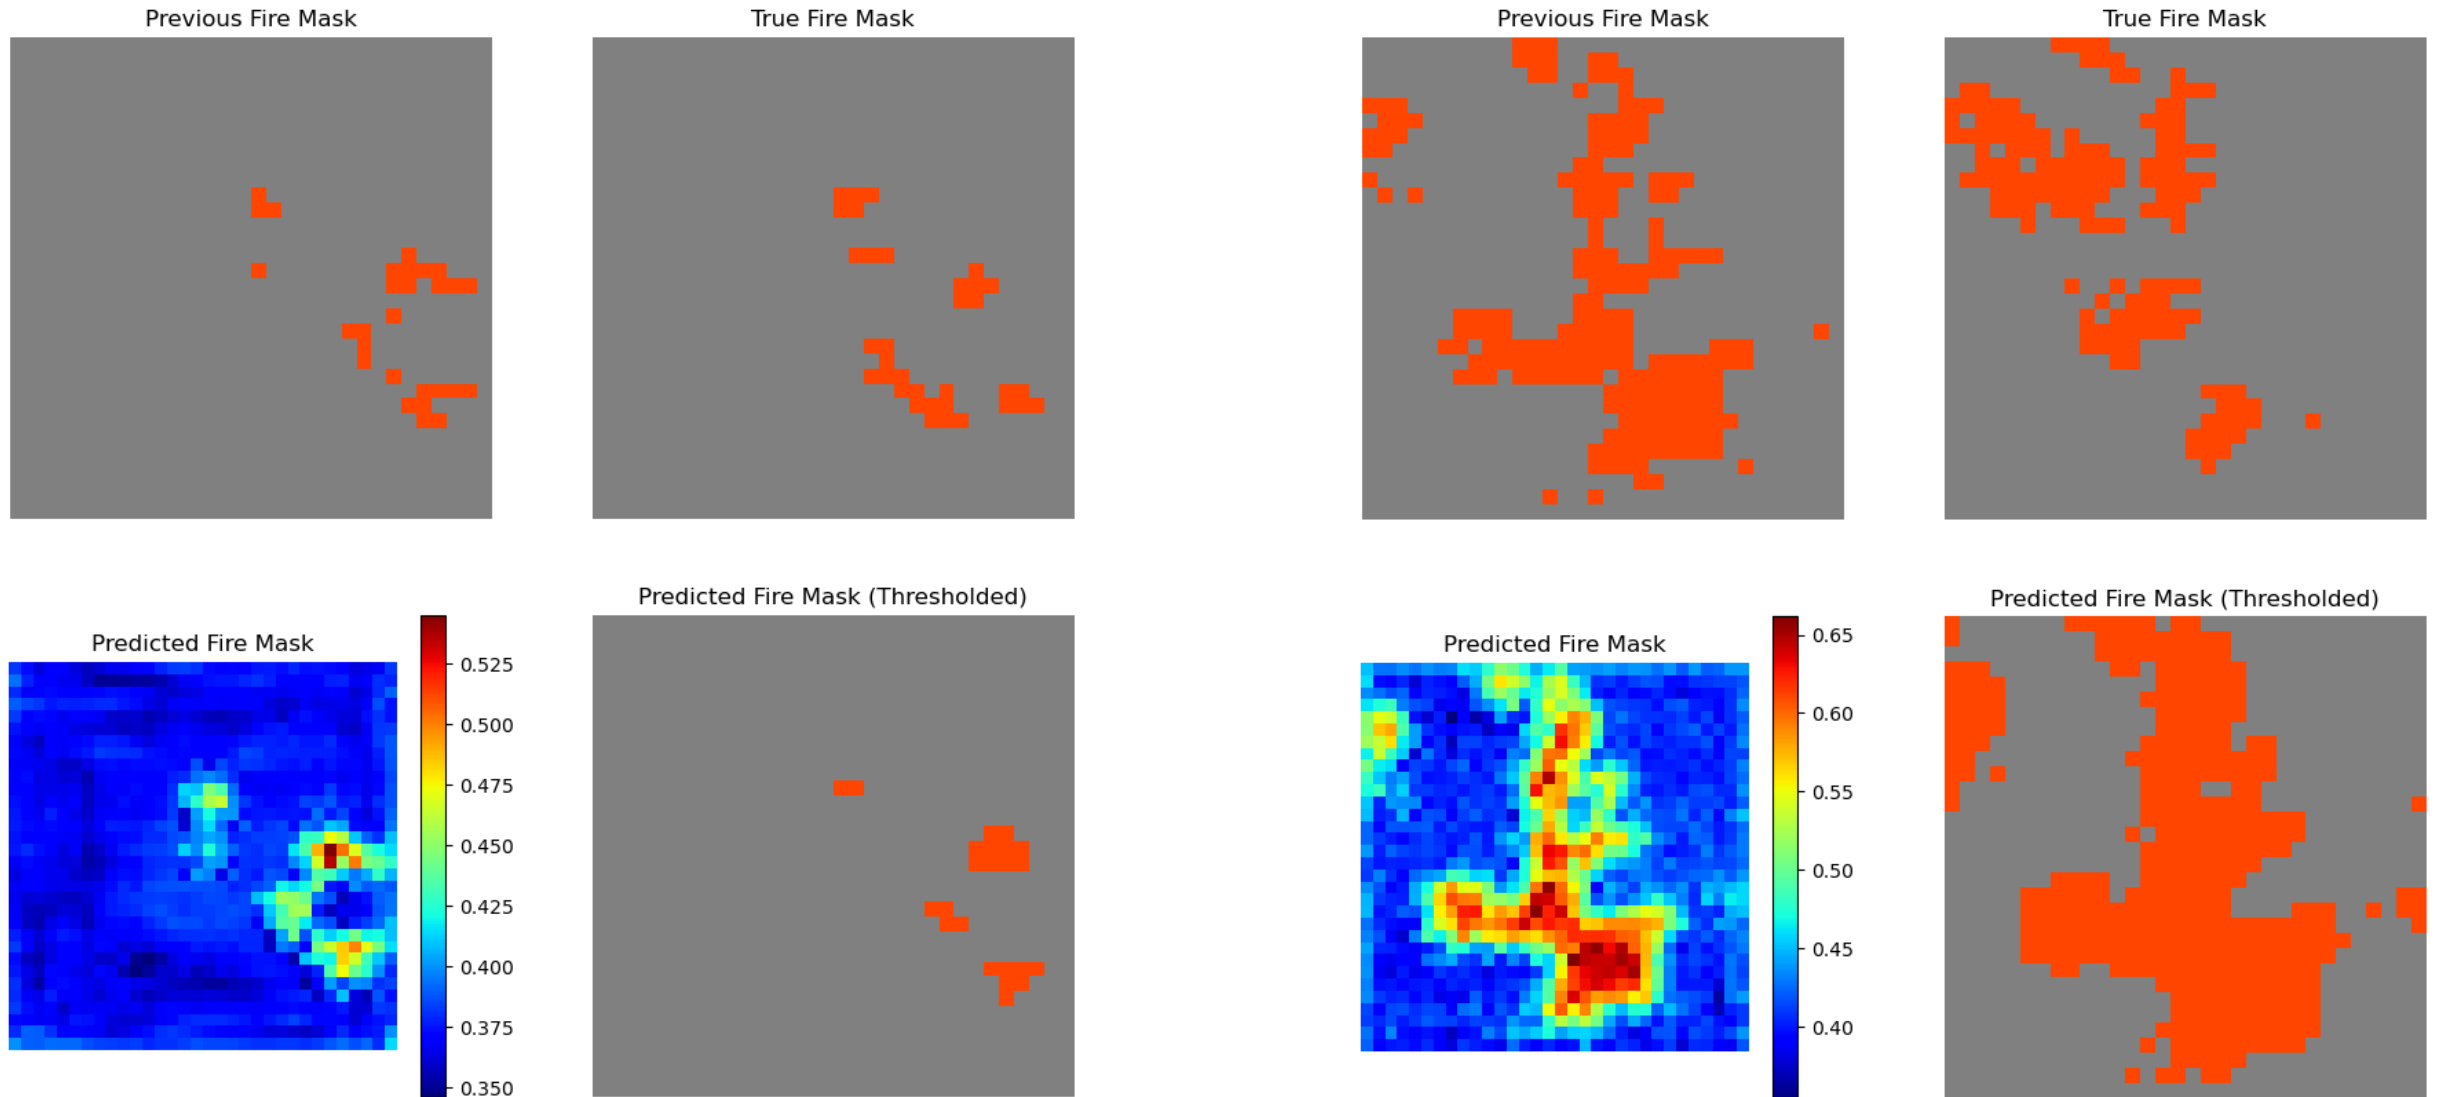 Previous Fire Mask
True Fire Mask
Previous Fire Mask
True Fire Mask
Predicted Fire Mask
0.525
0.500
0.475
0.450
0.425
0.400
0.375
0.350
Predicted Fire Mask (Thresholded)
Predicted Fire Mask
0.65
0.60
0.55
0.50
0.45
0.40
Predicted Fire Mask (Thresholded)